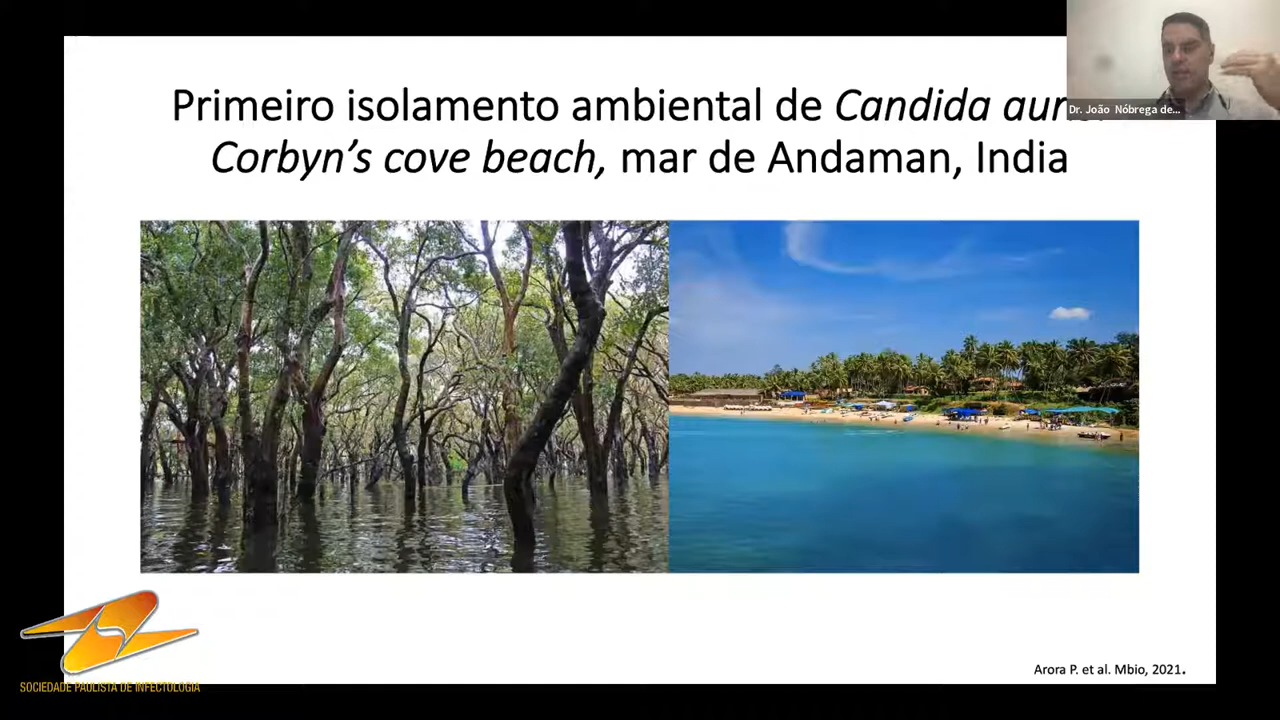 Primeiro isolamento ambiental de Candida
Corbyn's cove beach, mar de Andaman, India
Dr. João Nóbrega de...
SOCIEDADE PAULISTA DE INFECTOLOGIA
Arora P. et al. Mbio, 2021.